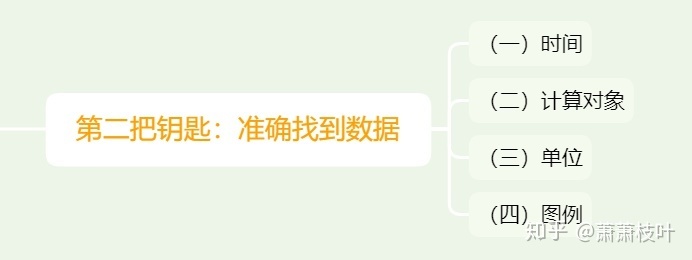 第二把钥匙：准确找到数据
（一）时间
（二）计算对象
（三）单位
（四）图例
知乎 @萧萧枝叶